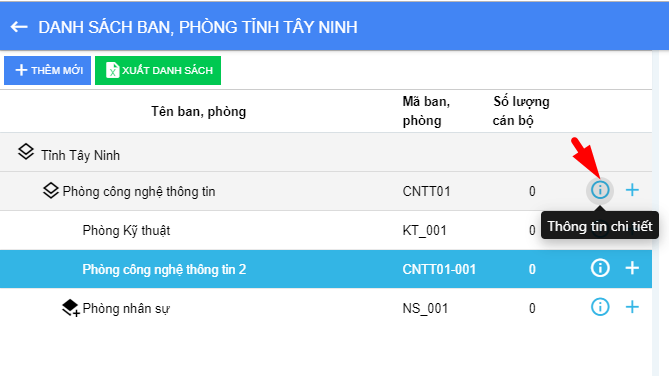 DANH SÁCH BAN, PHÒNG TỈNH TÂY NINH
THÊM MỚI XUẤT DANH SÁCH
Tên ban, phòng Mã ban, phòng Số lượng cán bộ
Tỉnh Tây Ninh
Phòng công nghệ thông tin CNTT01 0
Thông tin chi tiết
Phòng Kỹ thuật KT_001 0
Phòng công nghệ thông tin 2 CNTT01-001 0
Phòng nhân sự NS_001 0